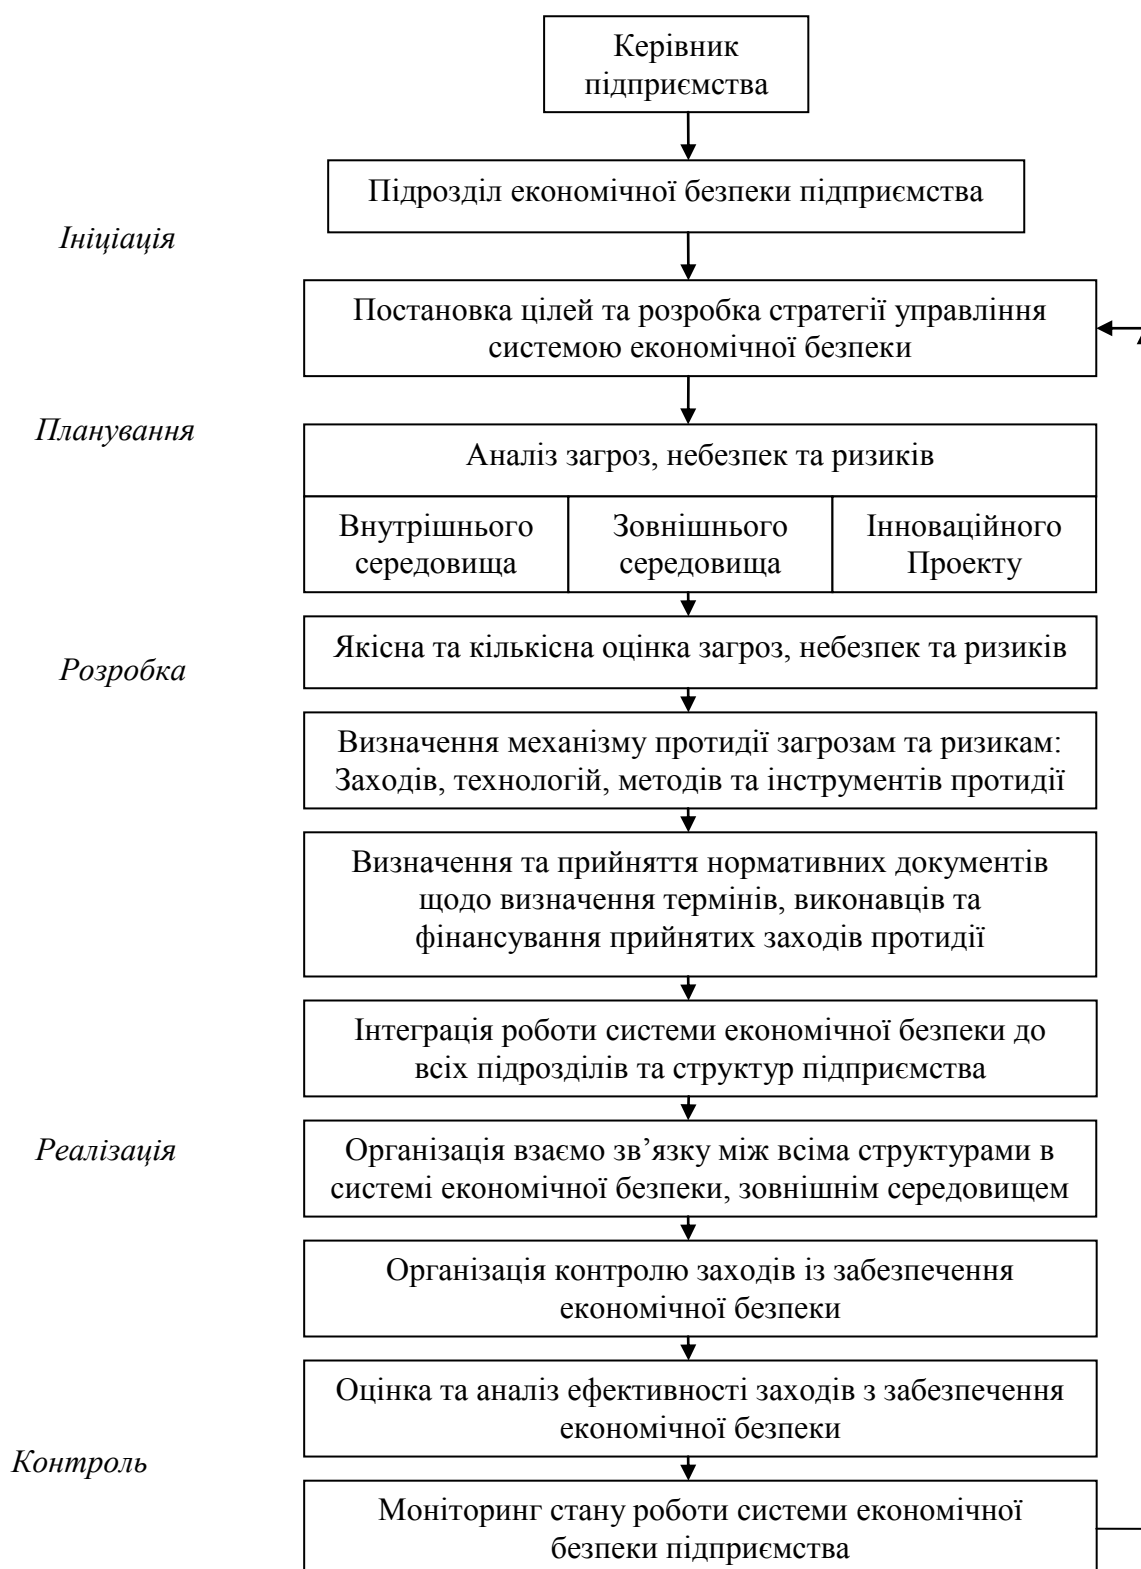 Керівник
підприємства
Підрозділ економічної безпеки підприємства
Ініціація
Постановка цілей та розробка стратегії управління
системою економічної безпеки
Планування
Аналіз загроз, небезпек та ризиків
Внутрішнього
середовища
Зовнішнього
середовища
Інноваційного
Проекту
Якісна та кількісна оцінка загроз, небезпек та ризиків
Розробка
Визначення механізму протидії загрозам та ризикам:
Заходів, технологій, методів та інструментів протидії
Визначення та прийняття нормативних документів
щодо визначення термінів, виконавців та
фінансування прийнятих заходів протидії
Інтеграція роботи системи економічної безпеки до
всіх підрозділів та структур підприємства
Реалізація
Організація взаємо зв’язку між всіма структурами в
системі економічної безпеки, зовнішнім середовищем
Організація контролю заходів із забезпечення
економічної безпеки
Оцінка та аналіз ефективності заходів з забезпечення
економічної безпеки
Контроль
Моніторинг стану роботи системи економічної
безпеки підприємства